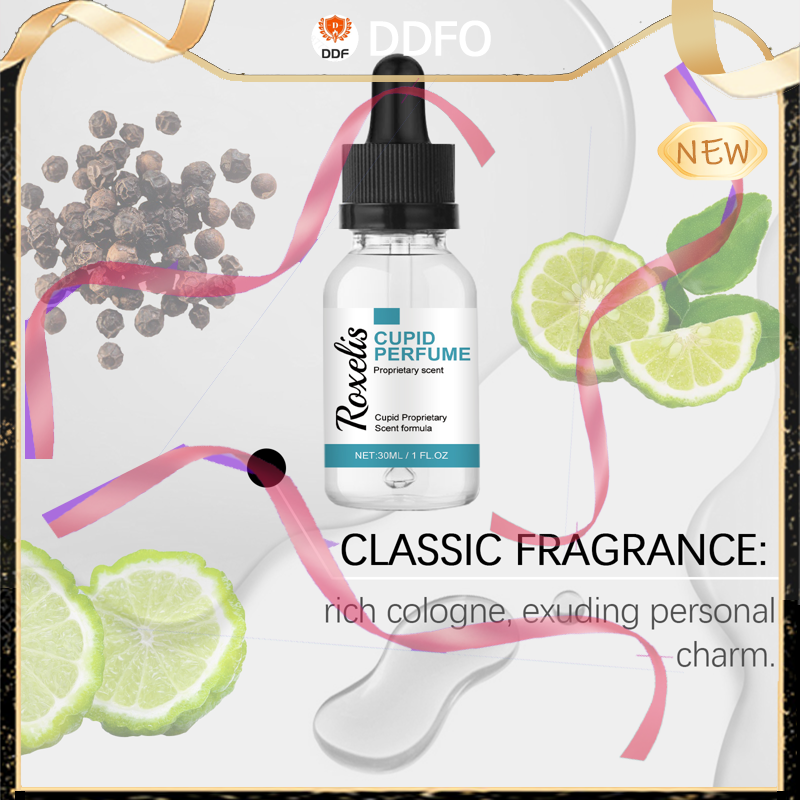 DDF
DDFO
NEW
Roxelis
CUPID
PERFUME
Proprietary scent
Cupid Proprietary
Scent formula
NET:30ML / 1 FL.OZ
CLASSIC FRAGRANCE:
rich cologne, exuding personal
charm.